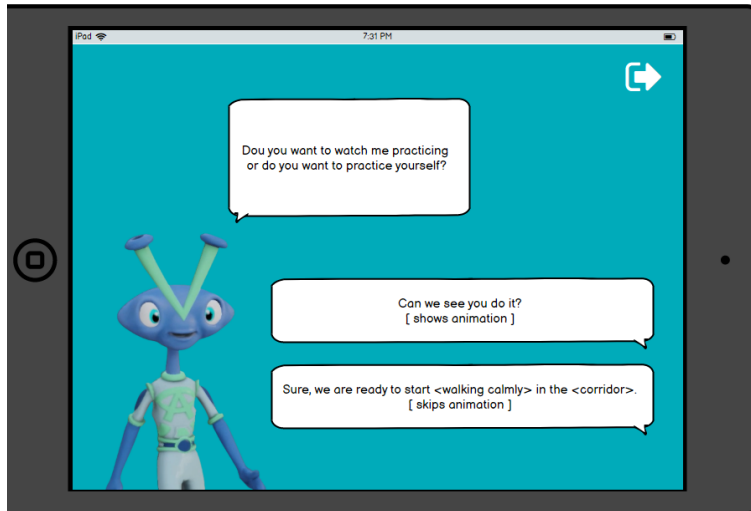 iPad 7:31 PM
Dou you want to watch me practicing
or do you want to practice yourself?
Can we see you do it?
[ shows animation ]
Sure, we are ready to start <walking calmly> in the <corridor>.
[ skips animation ]